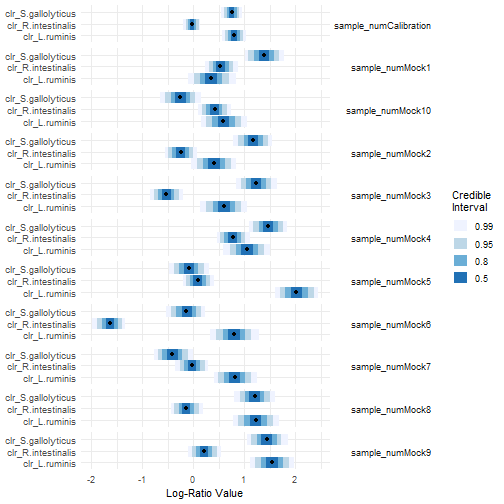 clr_S.gallolyticus
clr_R.intestinalis
clr_L.ruminis
sample_numCalibration
clr_S.gallolyticus
clr_R.intestinalis
clr_L.ruminis
sample_numMock1
clr_S.gallolyticus
clr_R.intestinalis
clr_L.ruminis
sample_numMock10
clr_S.gallolyticus
clr_R.intestinalis
clr_L.ruminis
sample_numMock2
clr_S.gallolyticus
clr_R.intestinalis
clr_L.ruminis
sample_numMock3
clr_S.gallolyticus
clr_R.intestinalis
clr_L.ruminis
sample_numMock4
clr_S.gallolyticus
clr_R.intestinalis
clr_L.ruminis
sample_numMock5
clr_S.gallolyticus
clr_R.intestinalis
clr_L.ruminis
sample_numMock6
clr_S.gallolyticus
clr_R.intestinalis
clr_L.ruminis
sample_numMock7
clr_S.gallolyticus
clr_R.intestinalis
clr_L.ruminis
sample_numMock8
clr_S.gallolyticus
clr_R.intestinalis
clr_L.ruminis
sample_numMock9
-2 -1 0 1 2
Log-Ratio Value
Credible
Interval
0.99
0.95
0.8
0.5